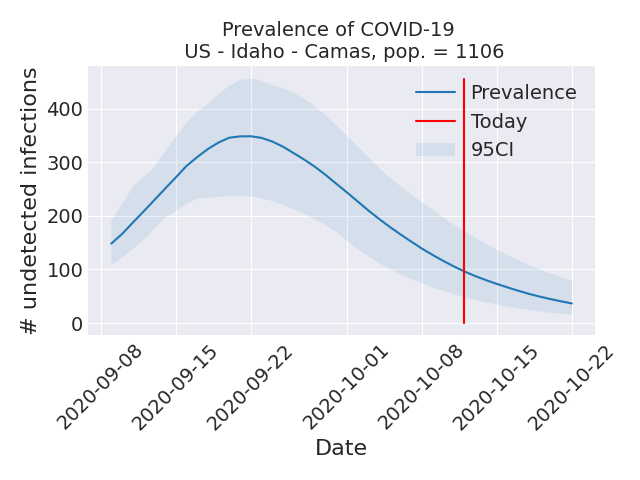 Prevalence of COVID-19
US - Idaho - Camas, pop. = 1106
# undetected infections
400
300
200
100
0
Prevalence
Today
95CI
2020-09-08
2020-09-15
2020-09-22
2020-10-01
2020-10-08
2020-10-15
2020-10-22
Date